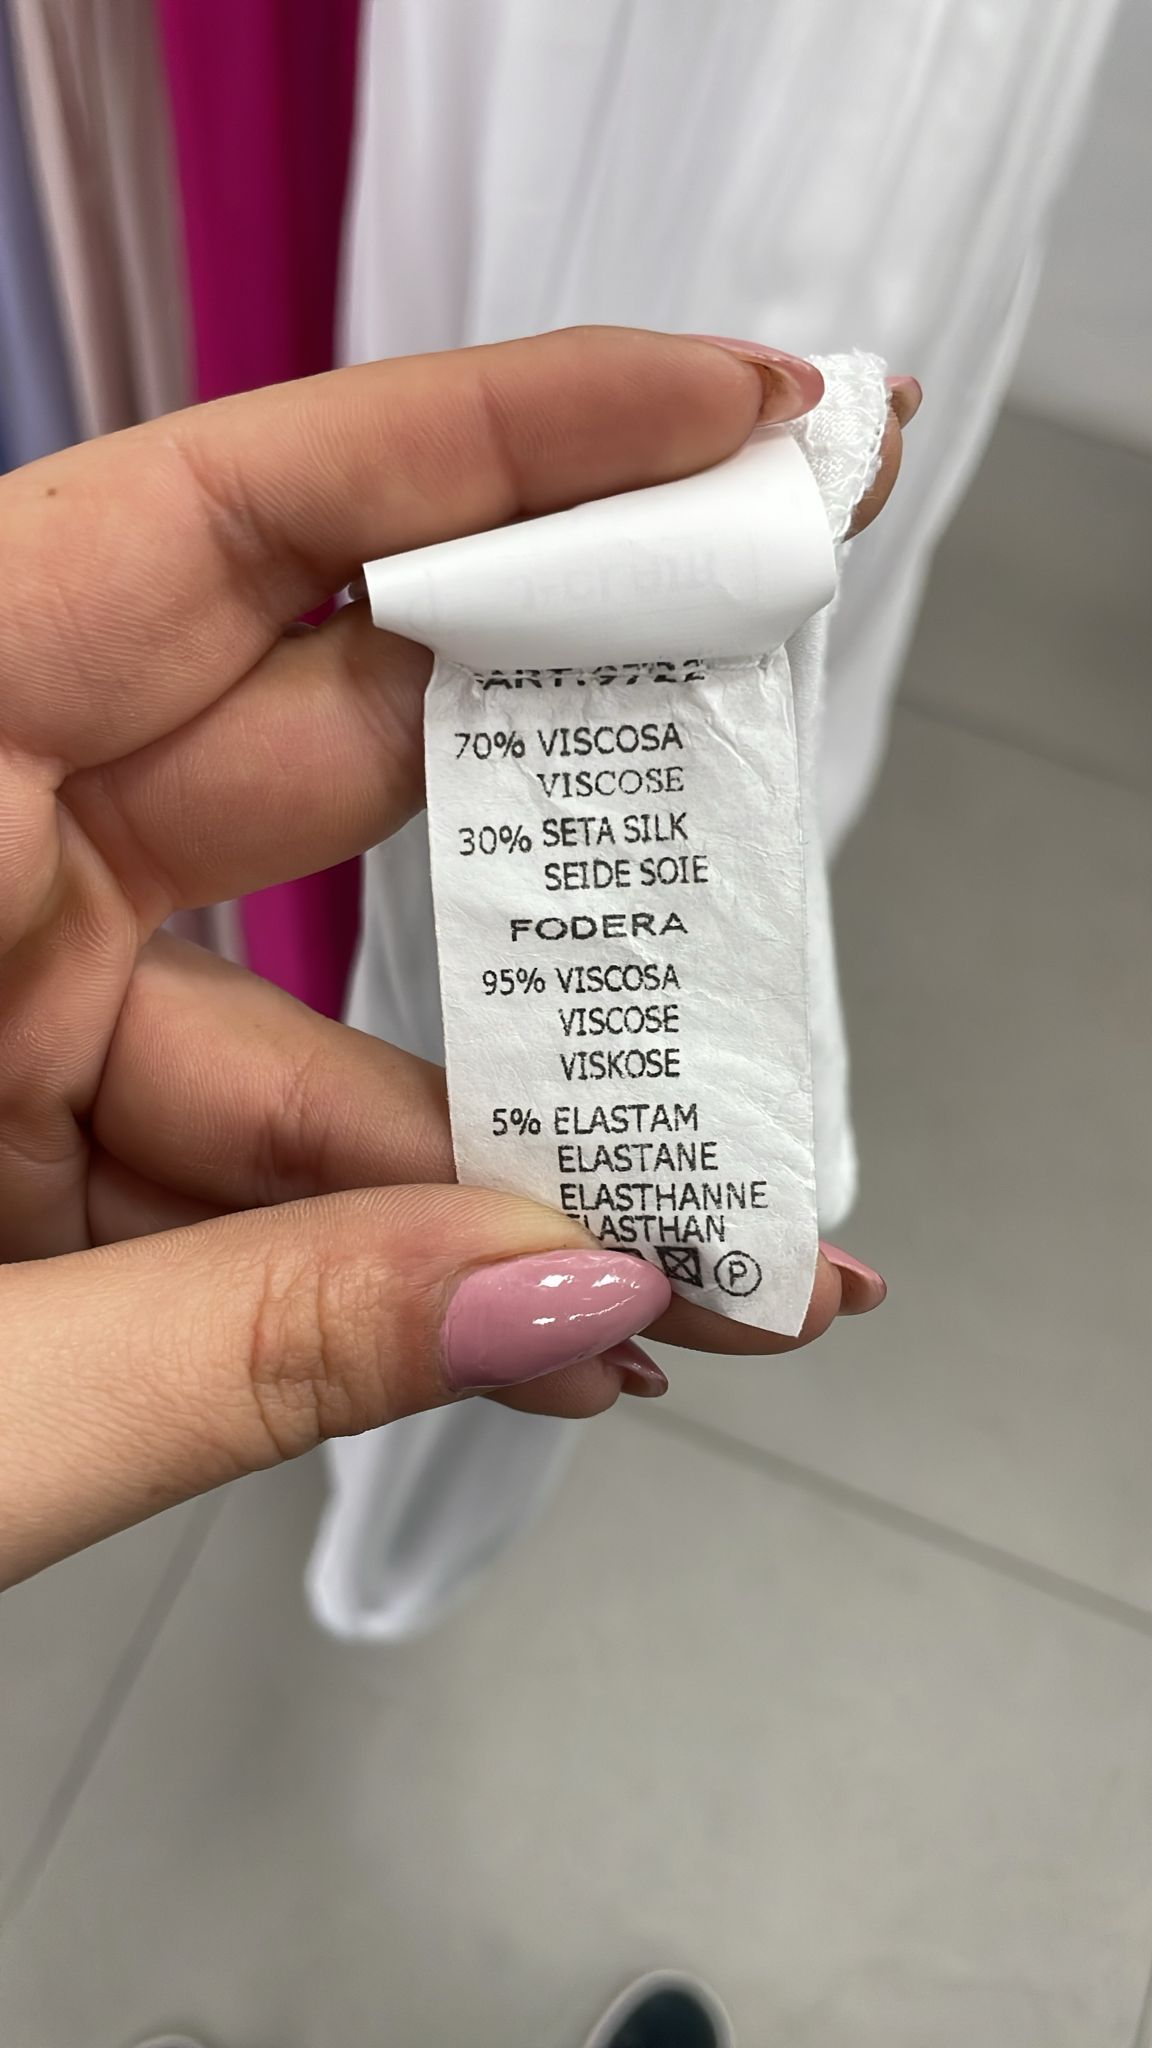 ART:9722
70% VISCOSA
VISCOSE
30% SETA SILK
SEIDE SOIE
FODERA
95% VISCOSA
VISCOSE
VISKOSE
5% ELASTAM
ELASTANE
ELASTHANNE
ELASTHAN
P